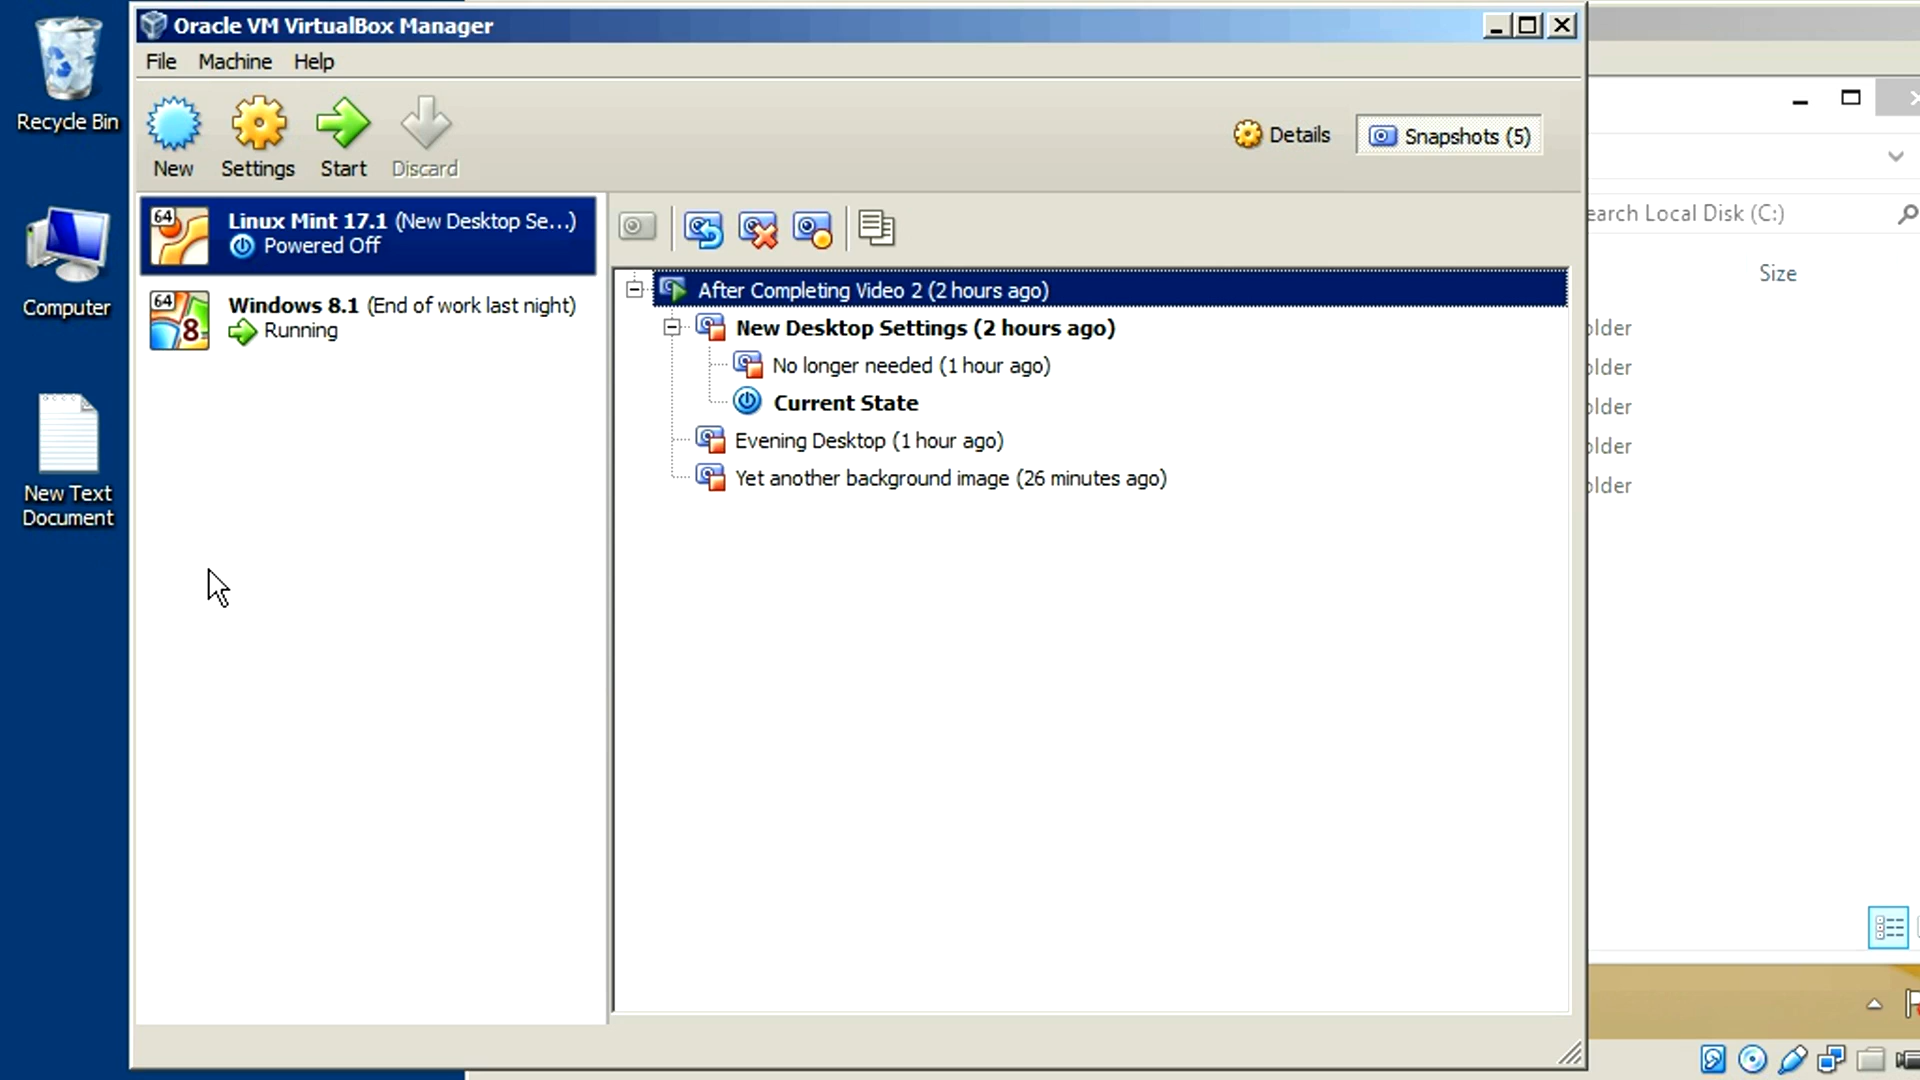 Recycle Bin
Computer
New Text
Document
Oracle VM VirtualBox Manager
File Machine Help
New Settings Start Discard
Details Snapshots (5)
64 Linux Mint 17.1 (New Desktop Se...)
Powered Off
64 Windows 8.1 (End of work last night)
8 Running
After Completing Video 2 (2 hours ago)
New Desktop Settings (2 hours ago)
No longer needed (1 hour ago)
Current State
Evening Desktop (1 hour ago)
Yet another background image (26 minutes ago)
earch Local Disk (C:)
Size
older
older
older
older
older